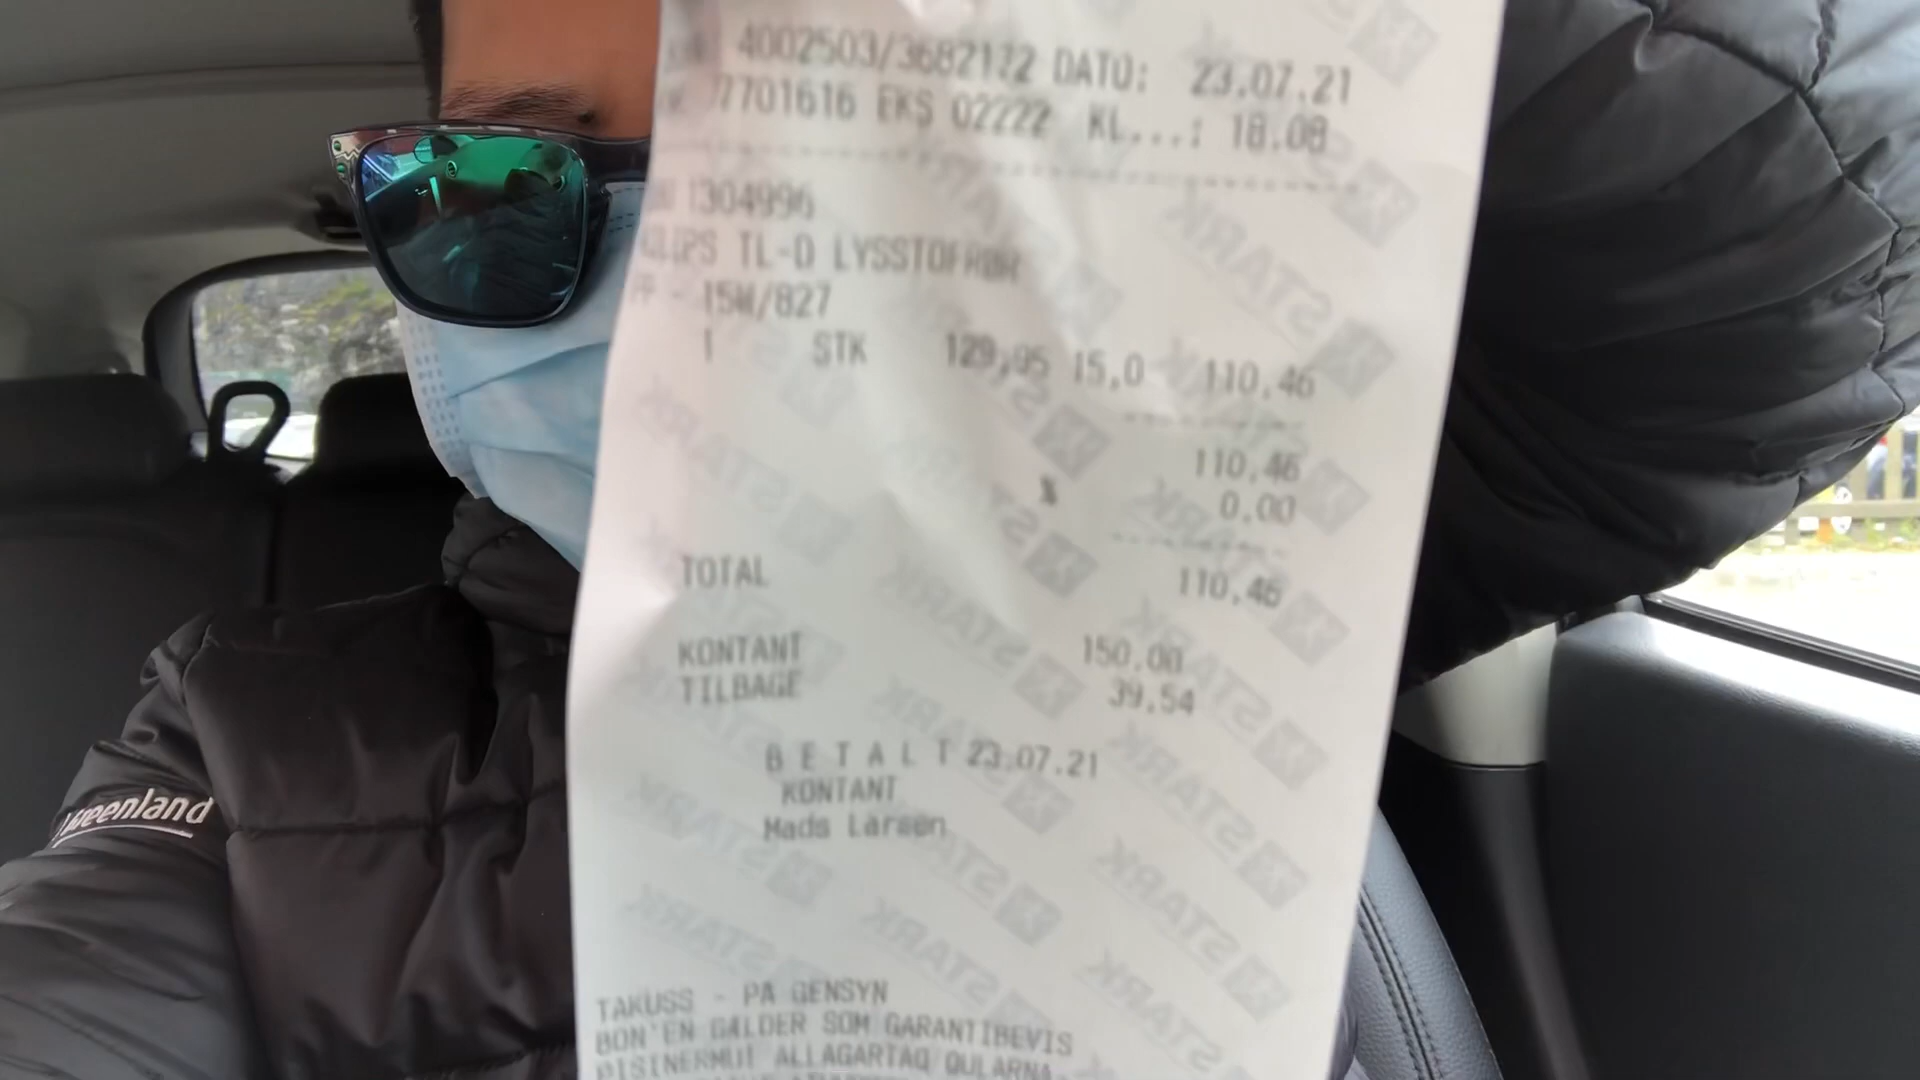 4002503/3682172 DATO: 23.07.21
7701616 EKS 02222 KL...: 18.08
1304996
TL-D LYSSTOFRØR
- 15W/827
1 STK 129,95 15,0 110,46
110,46
0,00
TOTAL 110,46
KONTANT 150,00
TILBAGE 39,54
B E T A L T 23.07.21
KONTANT
Mads Larsen
TAKUSS - PÅ GENSYN
BON'EN GÆLDER SOM GARANTIBEVIS
PISINERMUT ALLAGARTAQ QULARNA-
Greenland
STARK